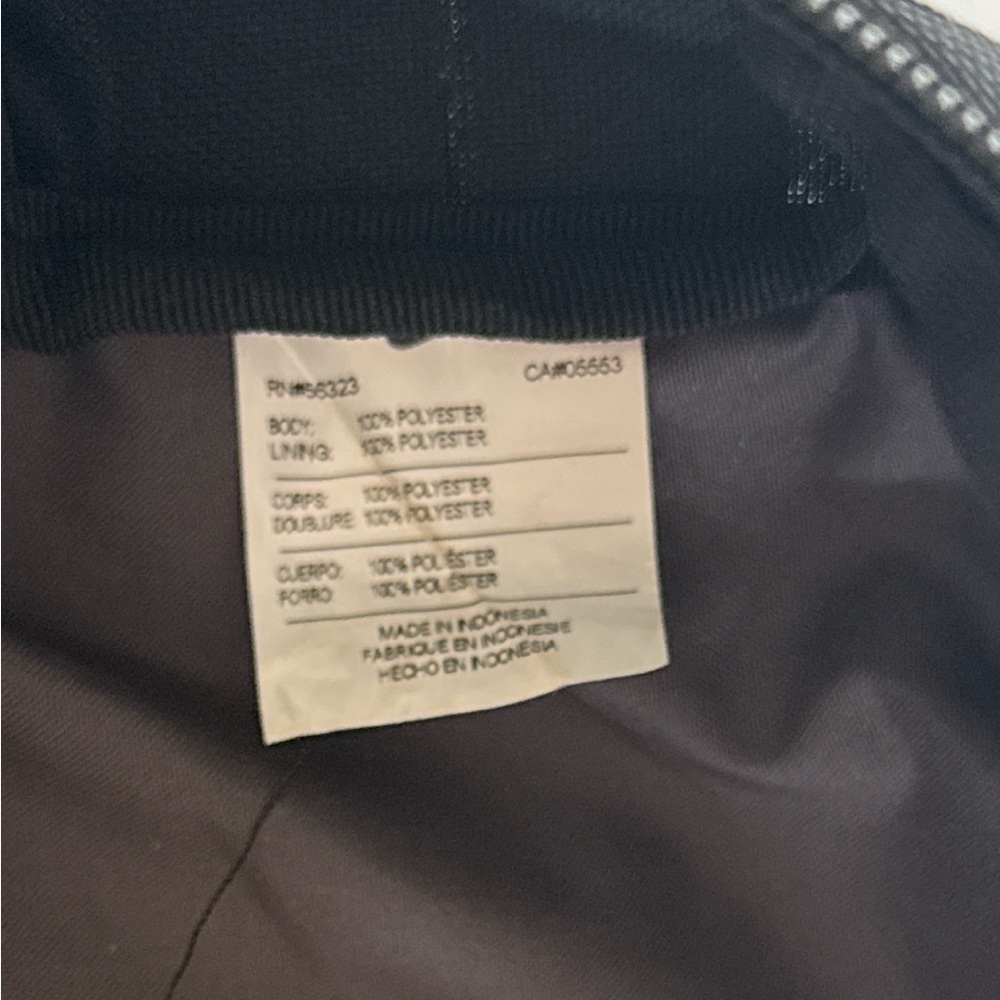 RN#56323 CA#05553
BODY: 100% POLYESTER
LINING: 100% POLYESTER
CORPS: 100% POLYESTER
DOUBLURE: 100% POLYESTER
CUERPO: 100% POLIÉSTER
FORRO: 100% POLIÉSTER
MADE IN INDONESIA
FABRIQUE EN INDONESIE
HECHO EN INDONESIA